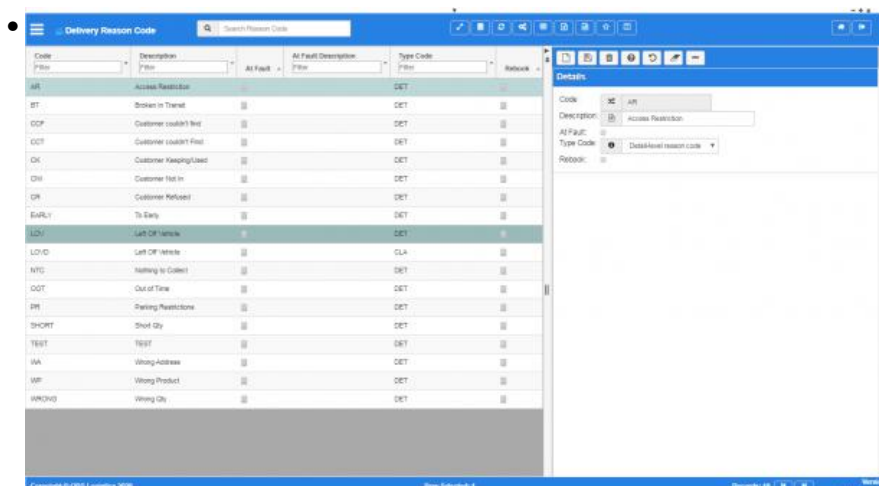 Delivery Reason Code
Search Reason Code
Code Description At Fault At Fault Description Type Code Rebook
Filter Filter Filter Filter
AR Access Restriction DET
BT Broken in Transit DET
CCF Customer couldn't find DET
CCT Customer couldn't Find DET
CK Customer Keeping/Used DET
CNI Customer Not In DET
CR Customer Refused DET
EARLY To Early DET
LOV Left Off Vehicle DET
LOVD Left Off Vehicle CLA
NTC Nothing to Collect DET
OOT Out of Time DET
PR Parking Restrictions DET
SHORT Short Qty DET
TEST TEST DET
WA Wrong Address DET
WP Wrong Product DET
WRONG Wrong Qty DET
Details
Code AR
Description: Access Restriction
At Fault:
Type Code: Detail-level reason code
Rebook: